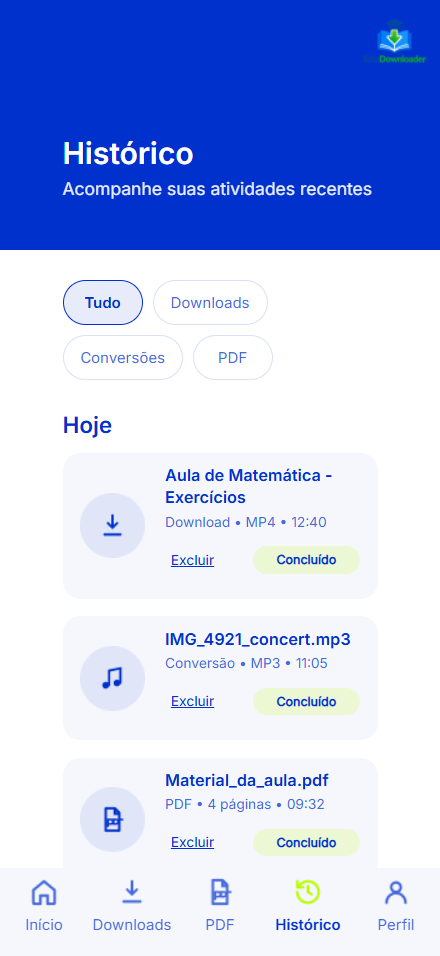 Downloader
Histórico
Acompanhe suas atividades recentes
Tudo
Downloads
Conversões
PDF
Hoje
Aula de Matemática -
Exercícios
Download • MP4 • 12:40
Excluir
Concluído
IMG_4921_concert.mp3
Conversão • MP3 • 11:05
Excluir
Concluído
Material_da_aula.pdf
PDF • 4 páginas • 09:32
Excluir
Concluído
Início
Downloads
PDF
Histórico
Perfil